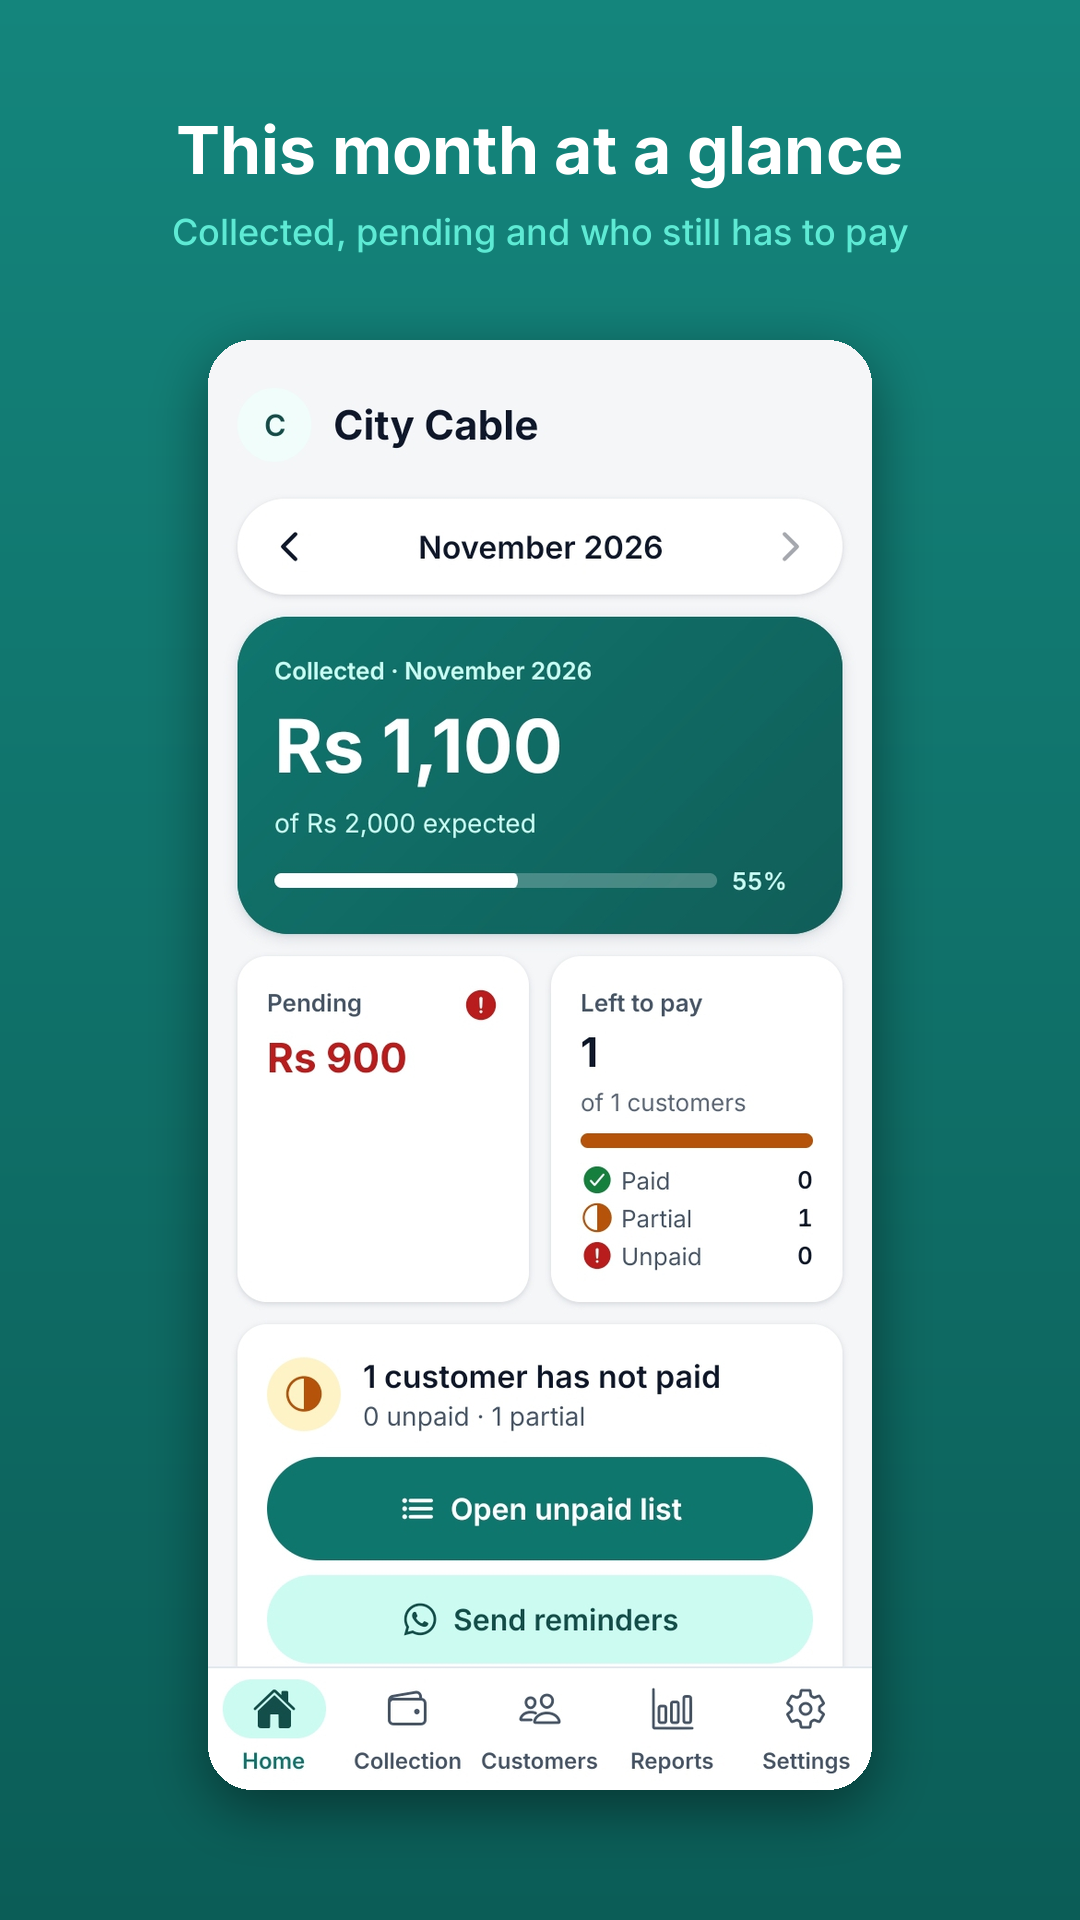 This month at a glance
Collected, pending and who still has to pay
C
City Cable
November 2026
Collected · November 2026
Rs 1,100
of Rs 2,000 expected
55%
Pending
Rs 900
Left to pay
1
of 1 customers
Paid 0
Partial 1
Unpaid 0
1 customer has not paid
0 unpaid · 1 partial
Open unpaid list
Send reminders
Home Collection Customers Reports Settings